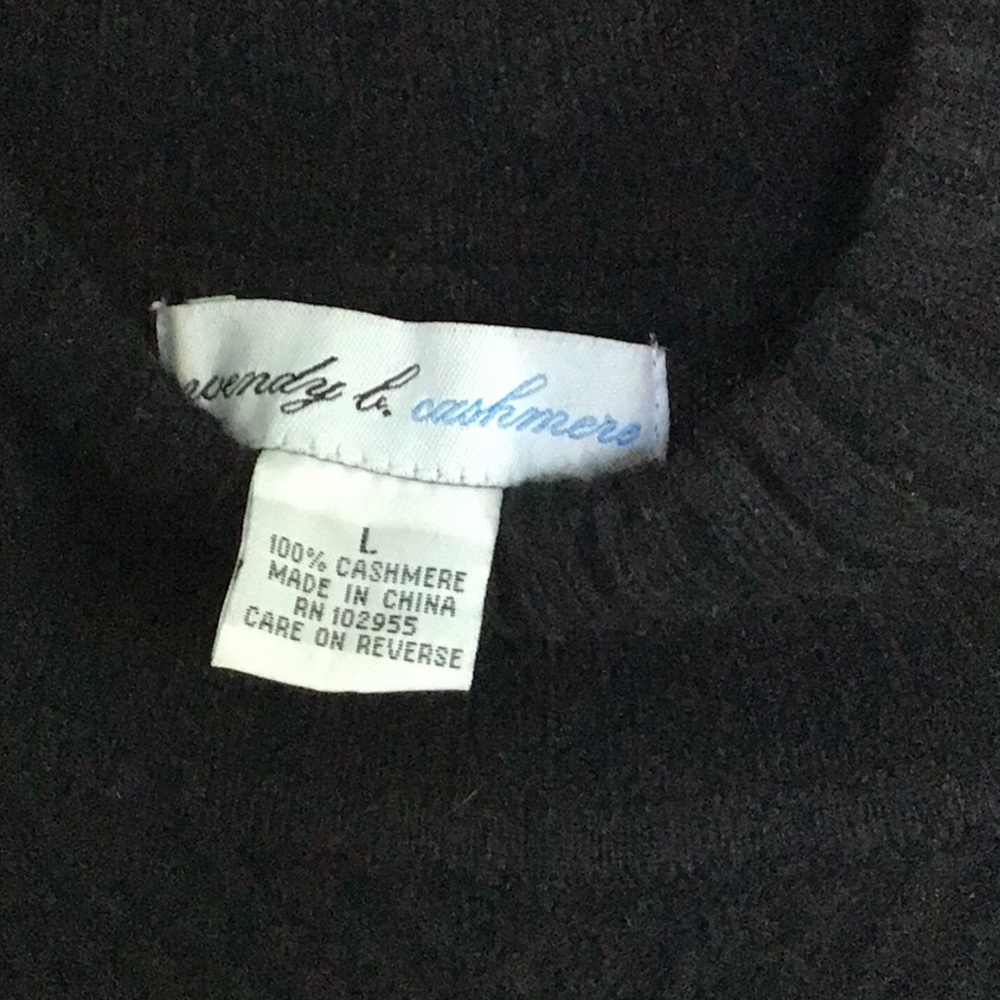 wendy b. cashmere
L
100% CASHMERE
MADE IN CHINA
RN 102955
CARE ON REVERSE